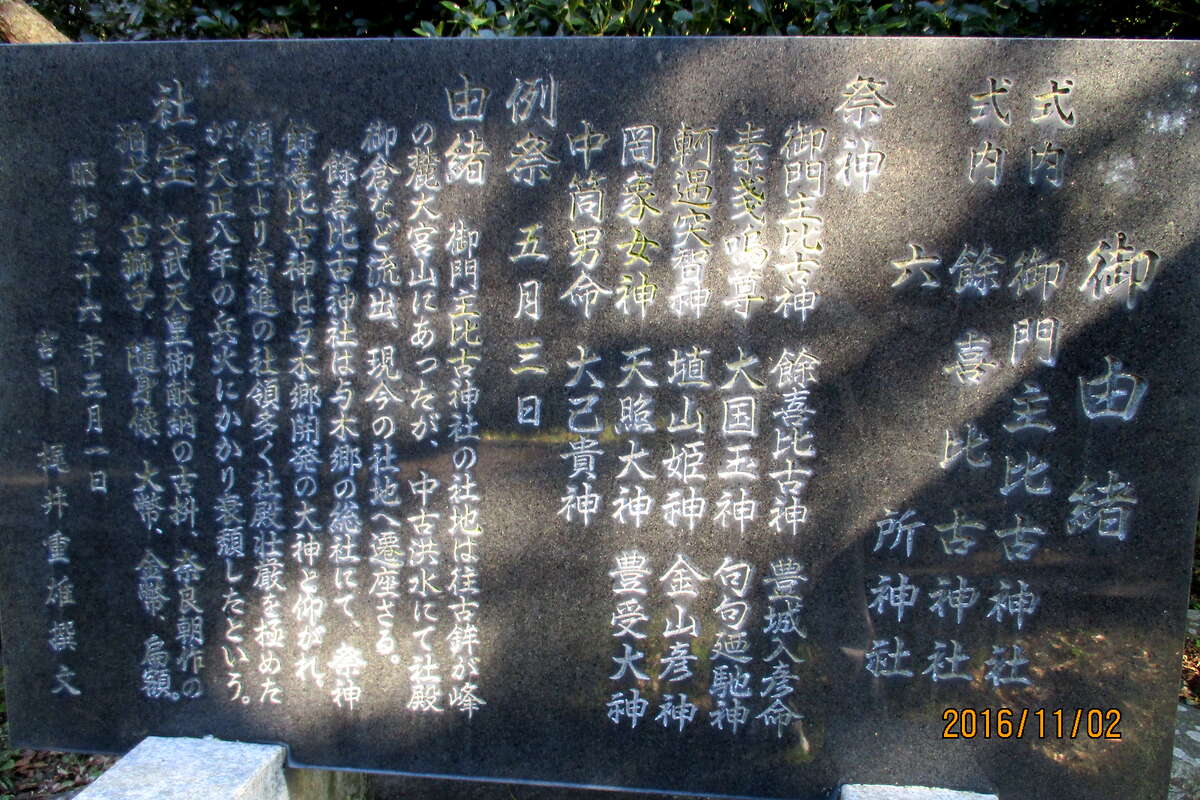 御由緒
式内 御門主比古神社
式内 餘喜比古神社
六所神社
祭神
御門主比古神 餘喜比古神 豊城入彦命
素戔嗚尊 大国玉神 句句廼馳神
軻遇突智神 埴山姫神 金山彦神
罔象女神 天照大神 豊受大神
中筒男命 大己貴神
例祭 五月三日
由緒 御門主比古神社の社地は往古鉾が峰
の麓大宮山にあったが、中古洪水にて社殿
御倉など流出、現今の社地へ遷座さる。
餘喜比古神社は与木郷の総社にて、祭神
餘喜比古神は与木郷開発の大神と仰がれ
領主より寄進の社領多く社殿壮厳を極めた
が、天正八年の兵火にかかり衰頽したという。
社宝 文武天皇御献納の古掛、奈良朝作の
狛犬、古獅子、随身像、大幣、金幣、扁額。
昭和五十六年三月一日
宮司 梶井重雄 撰文
2016/11/02